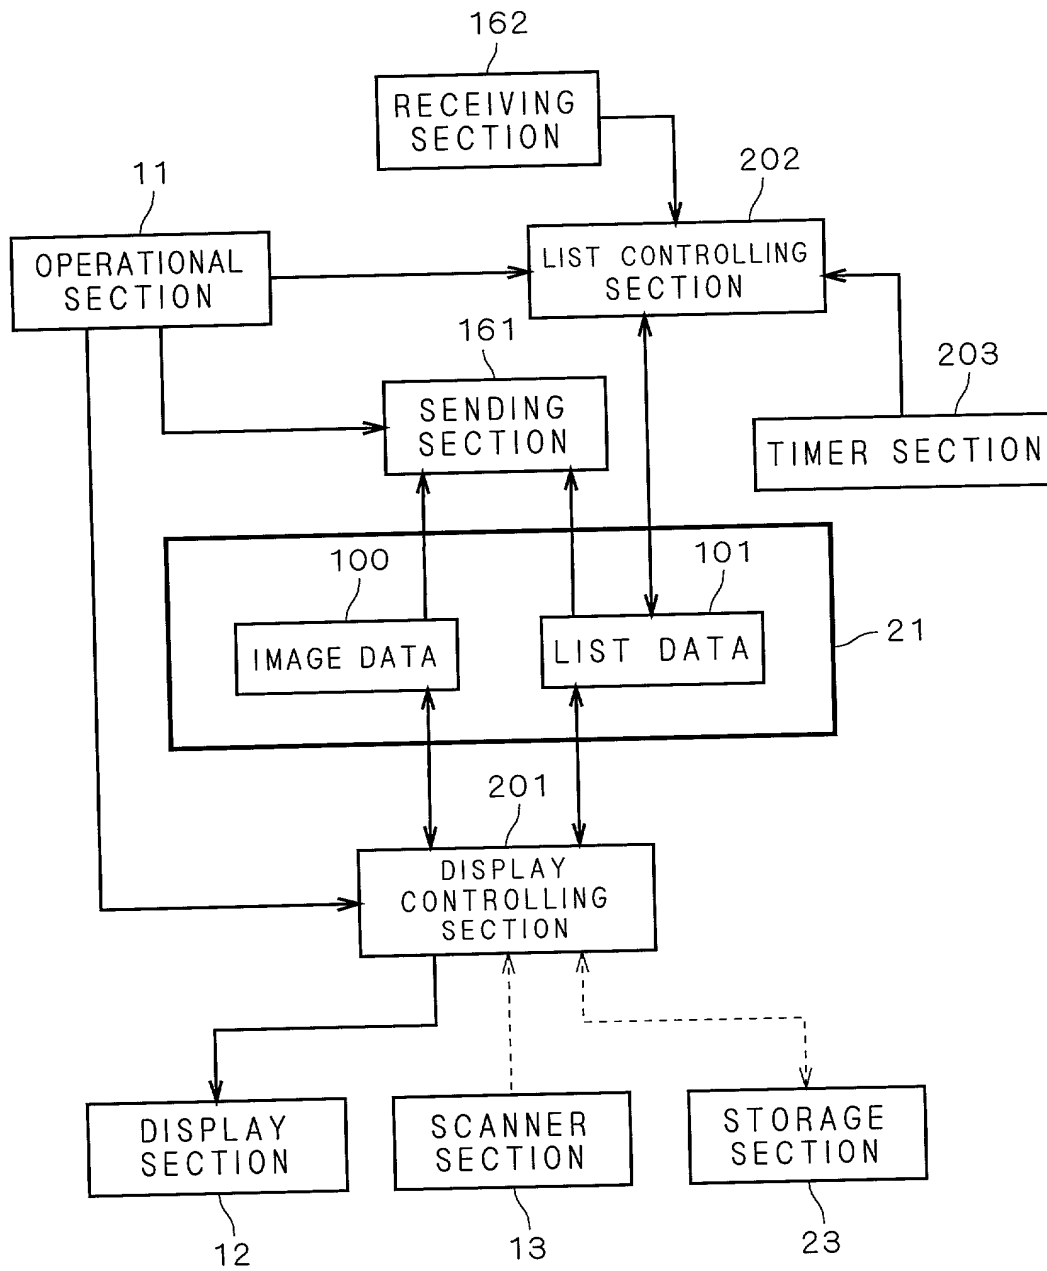 162
RECEIVING
SECTION
11
202
OPERATIONAL
SECTION
LIST CONTROLLING
SECTION
161
203
SENDING
SECTION
TIMER SECTION
100
101
21
IMAGE DATA
LIST DATA
201
DISPLAY
CONTROLLING
SECTION
DISPLAY
SECTION
SCANNER
SECTION
STORAGE
SECTION
12
13
23